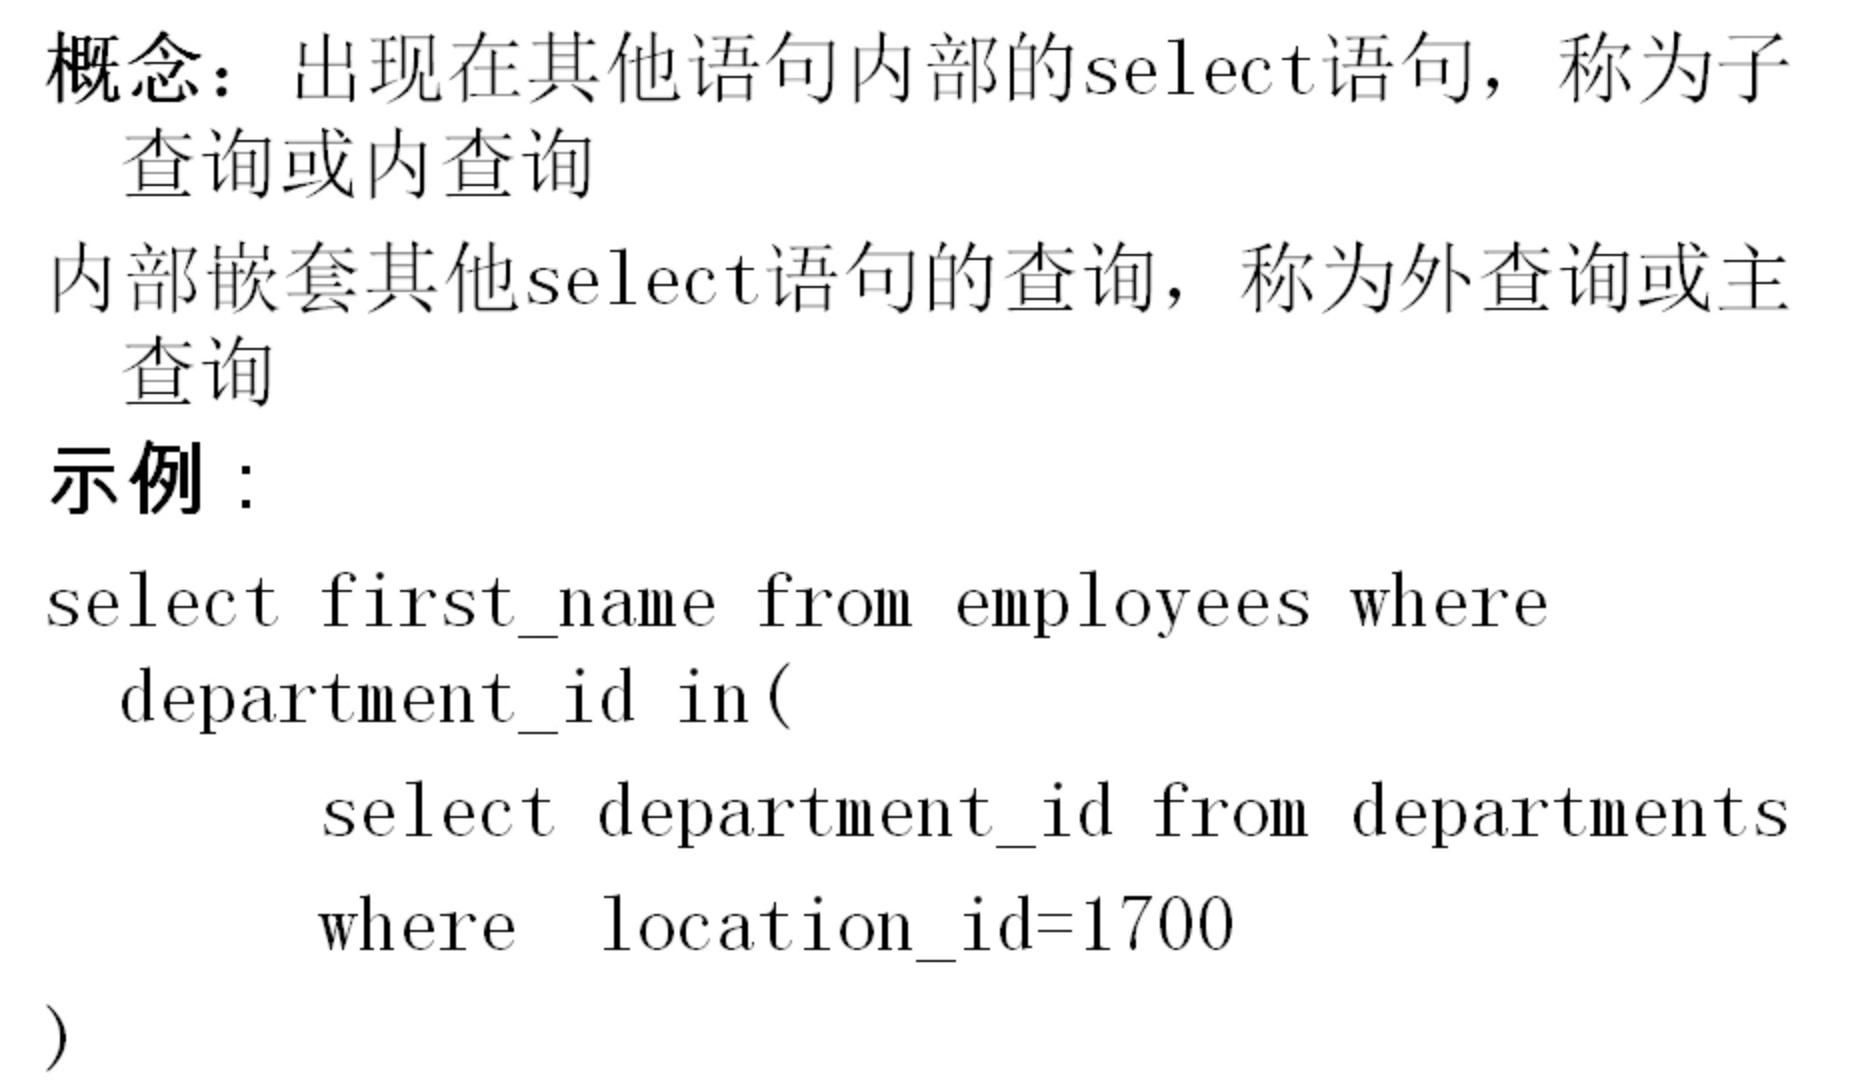 概念：出现在其他语句内部的select语句，称为子
查询或内查询
内部嵌套其他select语句的查询，称为外查询或主
查询
示例：
select first_name from employees where
department_id in(
select department_id from departments
where  location_id=1700
)